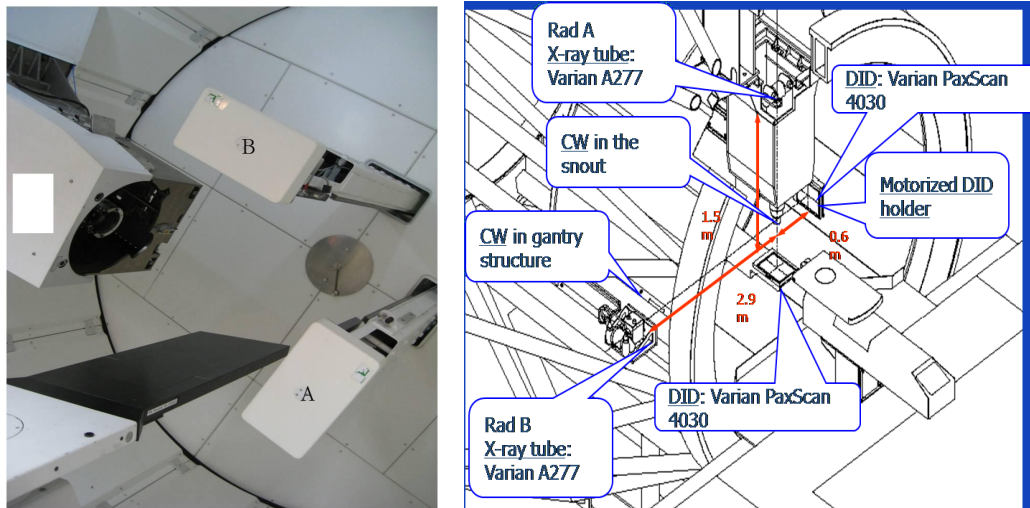 B
A
Rad A
X-ray tube:
Varian A277
DID: Varian PaxScan
4030
CW in the
snout
Motorized DID
holder
CW in gantry
structure
1.5
m
0.6
m
2.9
m
DID: Varian PaxScan
4030
Rad B
X-ray tube:
Varian A277